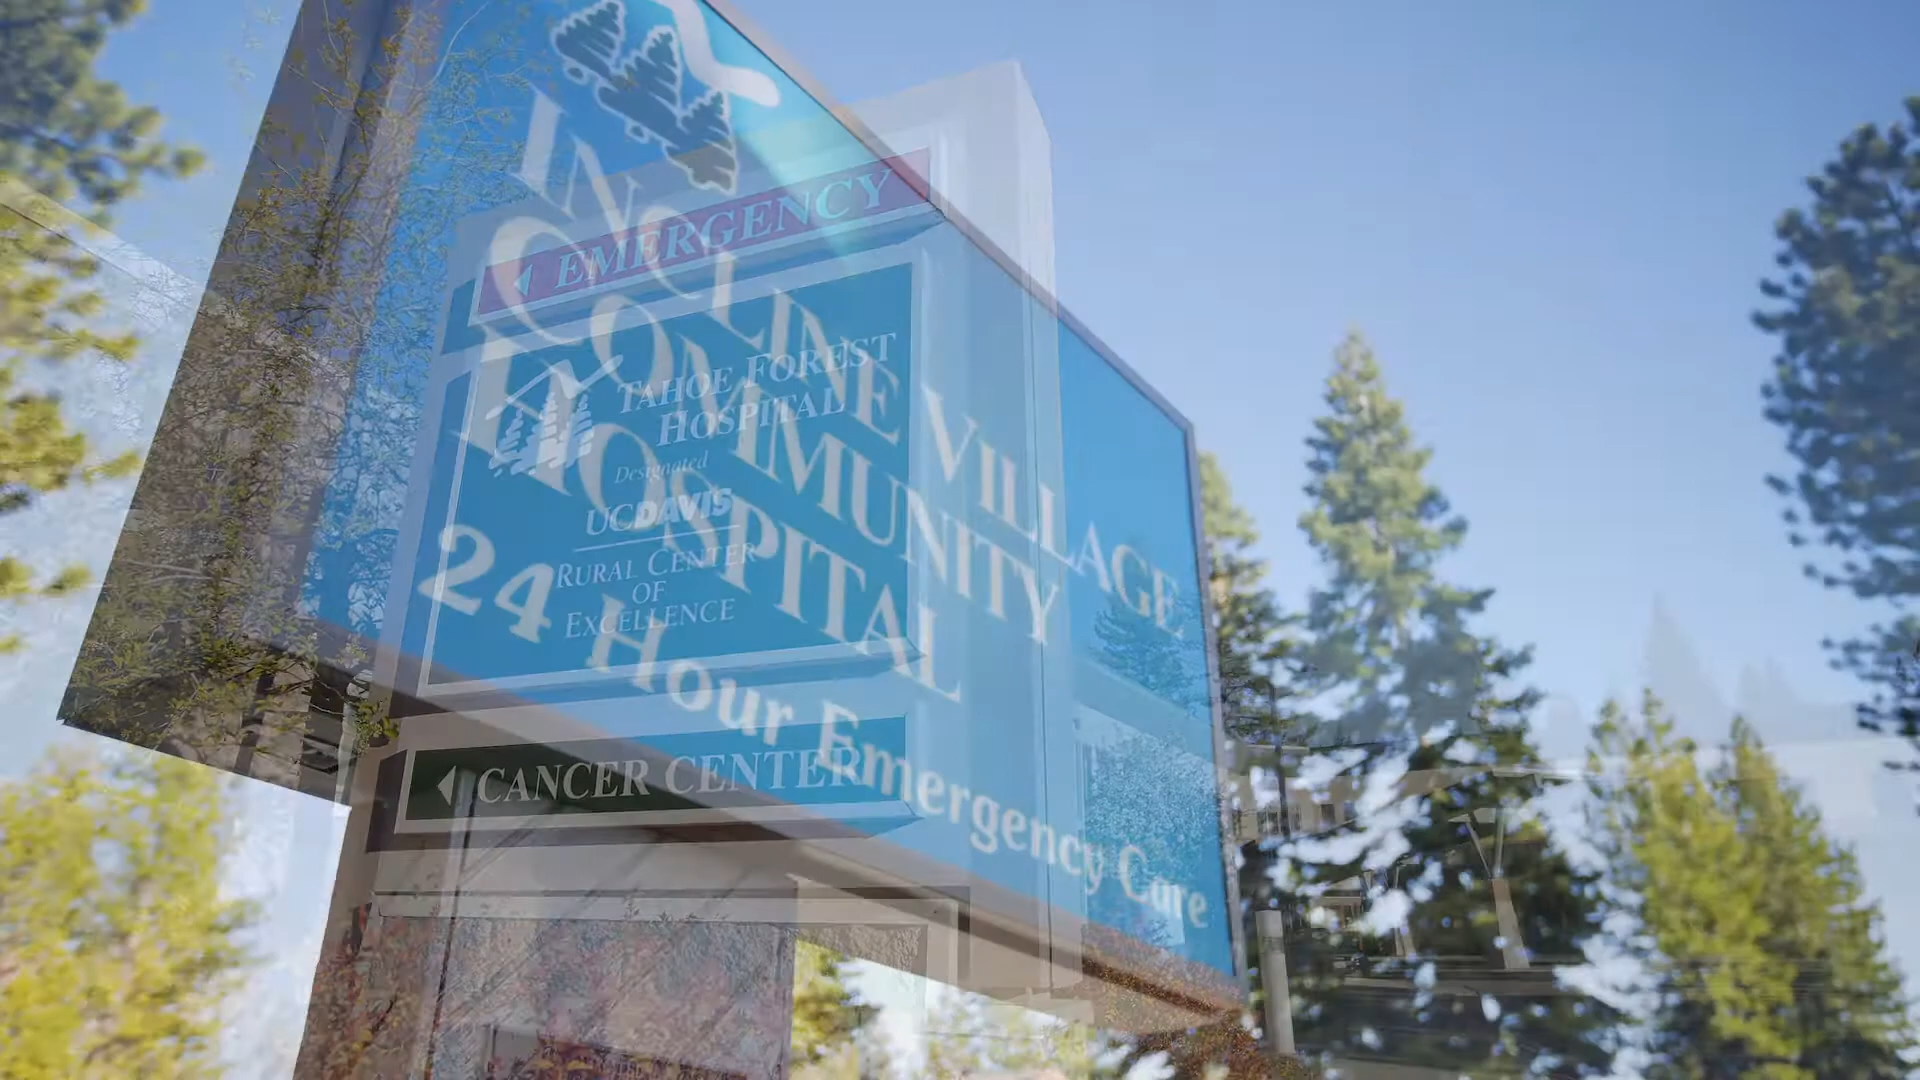 EMERGENCY
TAHOE FOREST
HOSPITAL
Designated
UCDAVIS
RURAL CENTER
OF
EXCELLENCE
CANCER CENTER
INCLINE VILLAGE
COMMUNITY
HOSPITAL
24 Hour Emergency Care